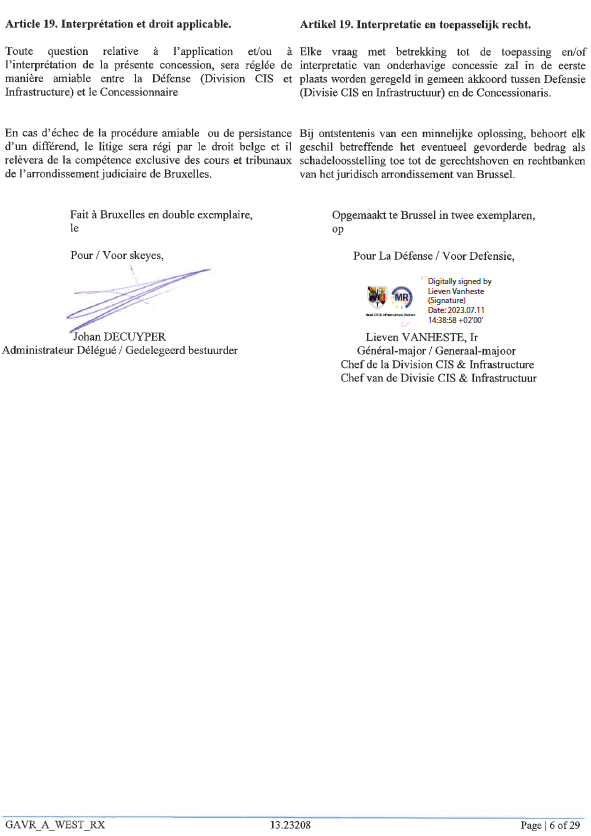 Article 19. Interprétation et droit applicable.
Toute question relative à l'application et/ou à
l'interprétation de la présente concession, sera réglée de
manière amiable entre la Défense (Division CIS et
Infrastructure) et le Concessionnaire
En cas d'échec de la procédure amiable ou de persistance
d'un différend, le litige sera régi par le droit belge et il
relèvera de la compétence exclusive des cours et tribunaux
de l'arrondissement judiciaire de Bruxelles.
Artikel 19. Interpretatie en toepasselijk recht.
Elke vraag met betrekking tot de toepassing en/of
interpretatie van onderhavige concessie zal in de eerste
plaats worden geregeld in gemeen akkoord tussen Defensie
(Divisie CIS en Infrastructuur) en de Concessionaris.
Bij ontstentenis van een minnelijke oplossing, behoort elk
geschil betreffende het eventueel gevorderde bedrag als
schadeloosstelling toe tot de gerechtshoven en rechtbanken
van het juridisch arrondissement van Brussel.
Fait à Bruxelles en double exemplaire,
le
Pour / Voor skeyes,
Johan DECUYPER
Administrateur Délégué / Gedelegeerd bestuurder
Opgemaakt te Brussel in twee exemplaren,
op
Pour La Défense / Voor Defensie,
MR
Digitally signed by
Lieven Vanheste
(Signature)
Date: 2023.07.11
14:38:58 +02'00'
Lieven VANHESTE, Ir
Général-major / Generaal-majoor
Chef de la Division CIS & Infrastructure
Chef van de Divisie CIS & Infrastructuur
GAVR_A_WEST_RX
13.23208
Page | 6 of 29